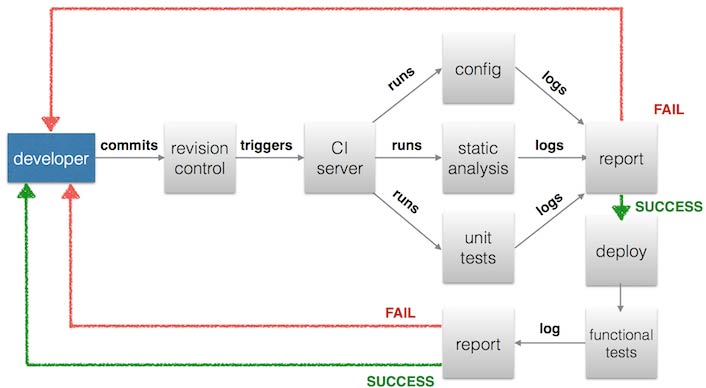 config
runs
logs
FAIL
developer
commits
revision
control
triggers
CI
server
runs
static
analysis
logs
report
runs
unit
tests
logs
SUCCESS
deploy
FAIL
report
log
functional
tests
SUCCESS